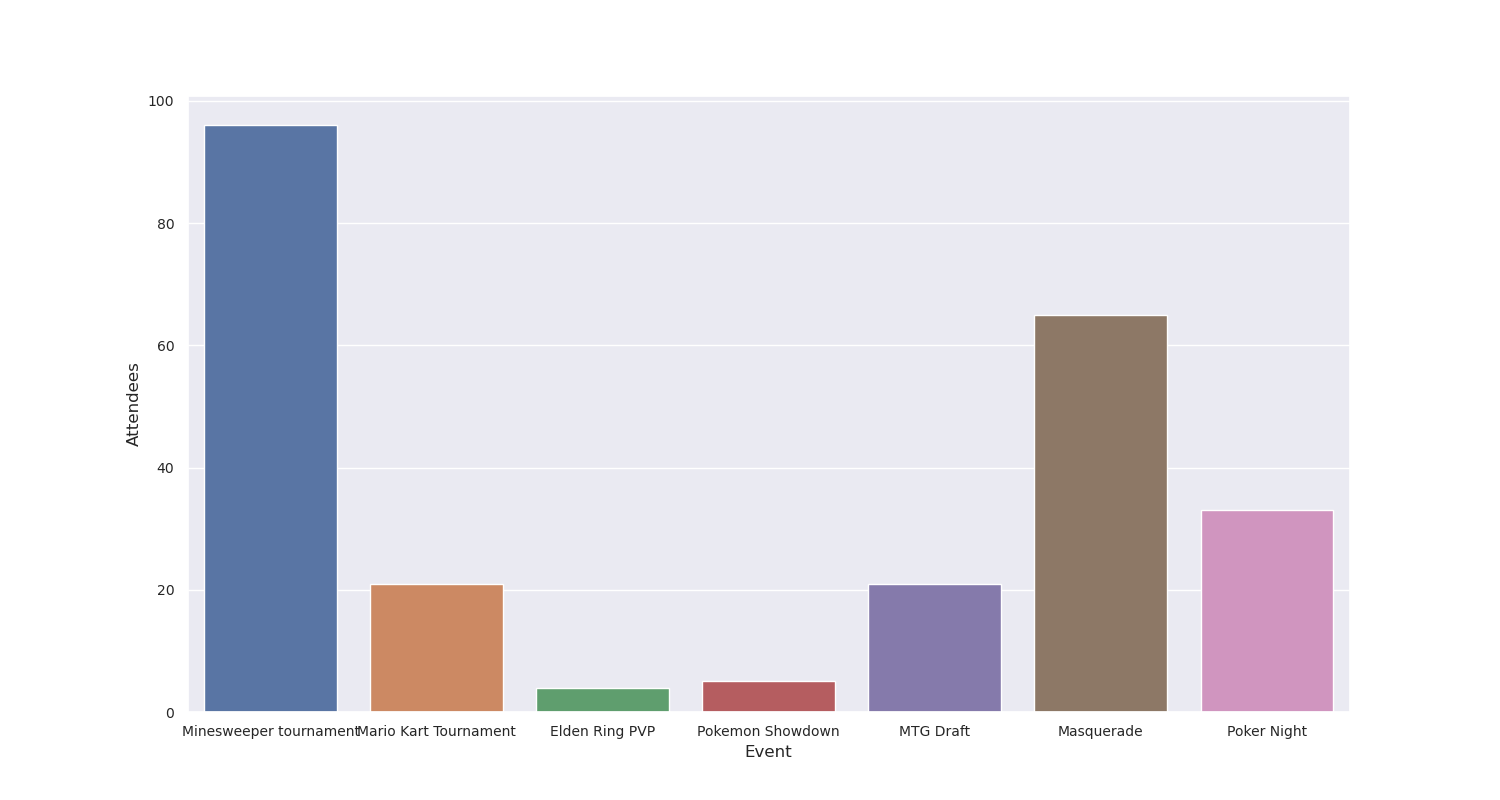 100
80
60
40
20
0
Attendees
Minesweeper tournament Mario Kart Tournament Elden Ring PVP Pokemon Showdown MTG Draft Masquerade Poker Night
Event